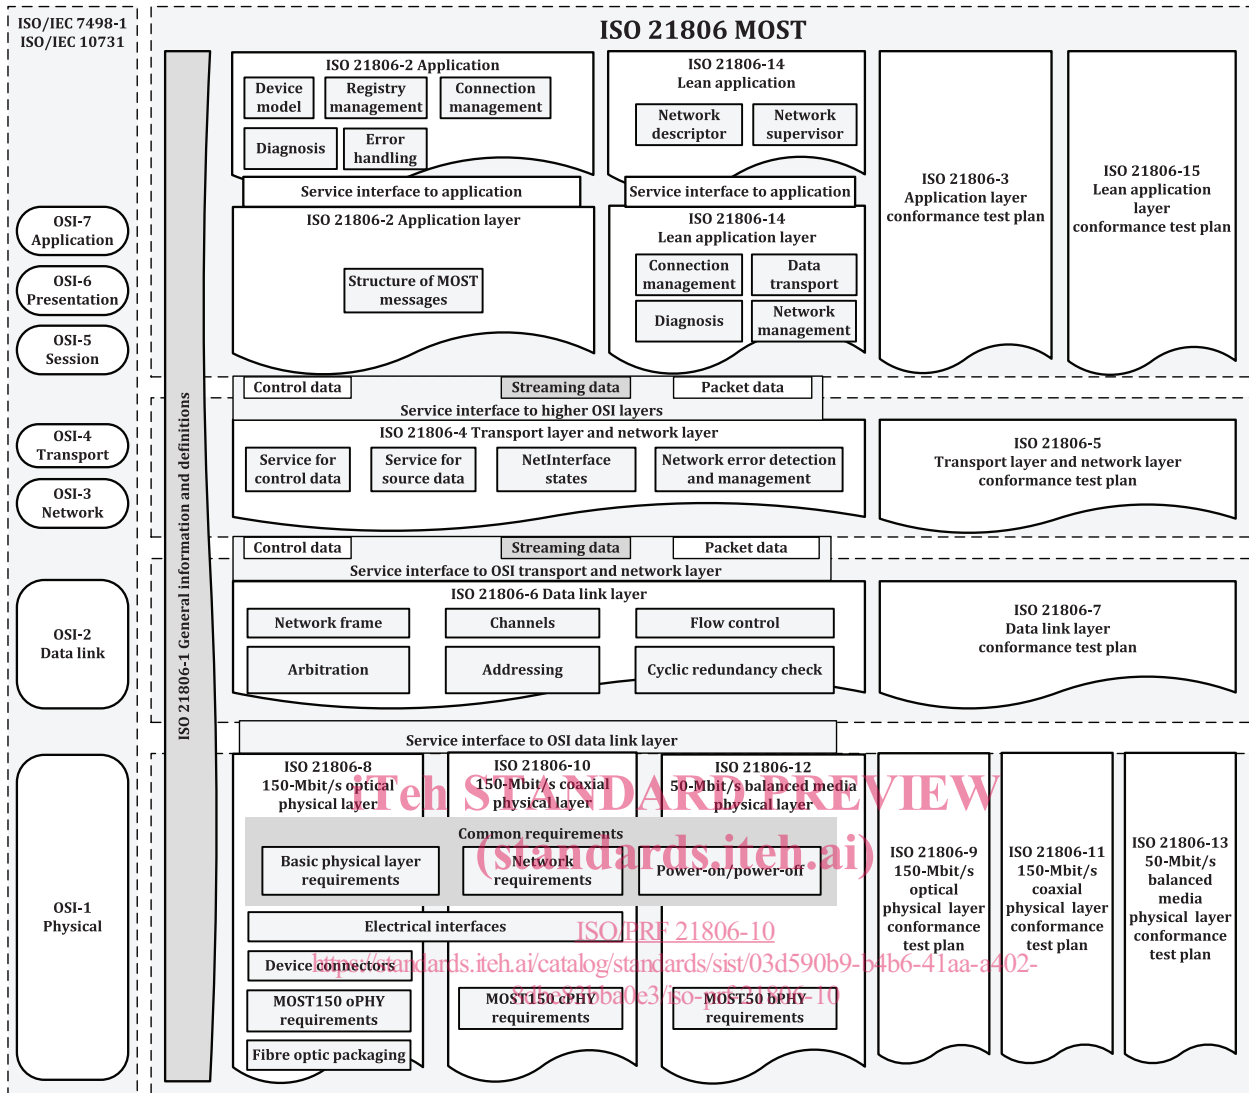 ISO/IEC 7498-1
ISO/IEC 10731
ISO 21806 MOST
OSI-7
Application
OSI-6
Presentation
OSI-5
Session
OSI-4
Transport
OSI-3
Network
OSI-2
Data link
OSI-1
Physical
ISO 21806-1 General information and definitions
ISO 21806-2 Application
Device
model
Registry
management
Connection
management
Diagnosis
Error
handling
Service interface to application
ISO 21806-2 Application layer
Structure of MOST
messages
ISO 21806-14
Lean application
Network
descriptor
Network
supervisor
Service interface to application
ISO 21806-14
Lean application layer
Connection
management
Data
transport
Diagnosis
Network
management
ISO 21806-3
Application layer
conformance test plan
ISO 21806-15
Lean application
layer
conformance test plan
Control data
Streaming data
Packet data
Service interface to higher OSI layers
ISO 21806-4 Transport layer and network layer
Service for
control data
Service for
source data
NetInterface
states
Network error detection
and management
ISO 21806-5
Transport layer and network layer
conformance test plan
Control data
Streaming data
Packet data
Service interface to OSI transport and network layer
ISO 21806-6 Data link layer
Network frame
Channels
Flow control
Arbitration
Addressing
Cyclic redundancy check
ISO 21806-7
Data link layer
conformance test plan
Service interface to OSI data link layer
ISO 21806-8
150-Mbit/s optical
physical layer
ISO 21806-10
150-Mbit/s coaxial
physical layer
ISO 21806-12
50-Mbit/s balanced media
physical layer
iTeh STANDARD PREVIEW
(standards.iteh.ai)
Common requirements
Basic physical layer
requirements
Network
requirements
Power-on/power-off
Electrical interfaces
ISO/PRF 21806-10
Device connectors
https://standards.iteh.ai/catalog/standards/sist/03d590b9-b4b6-41aa-a402-
8dbe82bba0e3/iso-prf-21806-10
MOST150 oPHY
requirements
MOST150 cPHY
requirements
MOST50 bPHY
requirements
Fibre optic packaging
ISO 21806-9
150-Mbit/s
optical
physical layer
conformance
test plan
ISO 21806-11
150-Mbit/s
coaxial
physical layer
conformance
test plan
ISO 21806-13
50-Mbit/s
balanced
media
physical layer
conformance
test plan